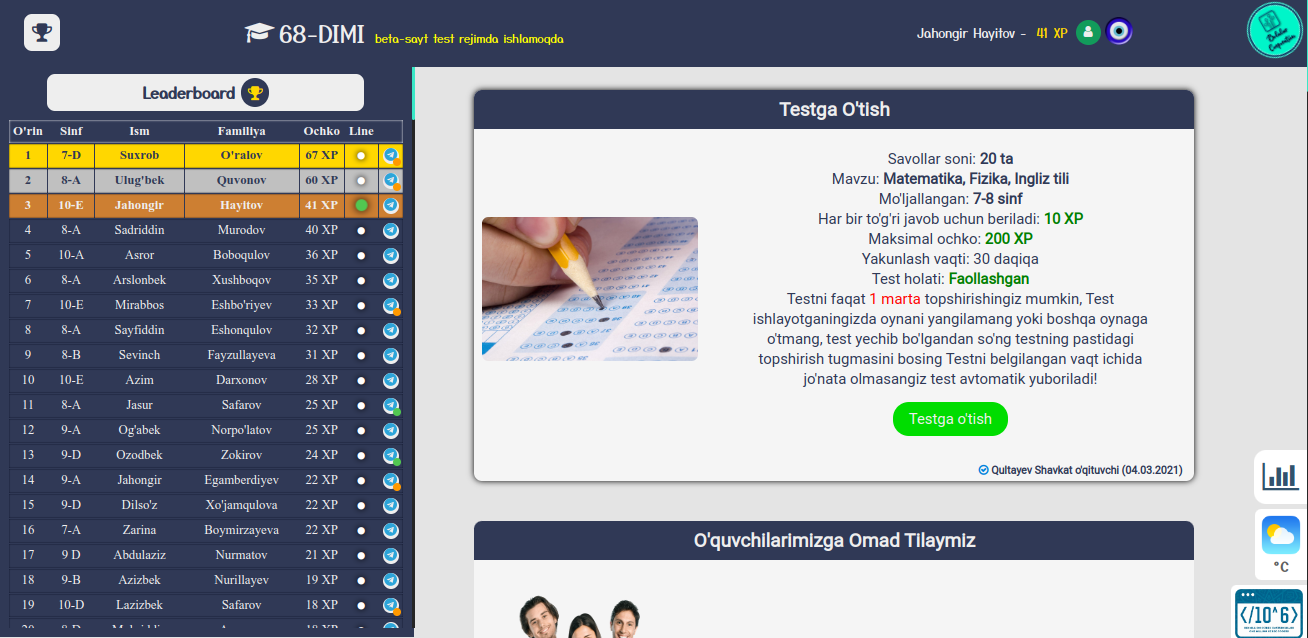 68-DIMI beta-sayt test rejimda ishlamoqda
Jahongir Hayitov - 41 XP
Leaderboard
O'rin Sinf Ism Familiya Ochko Line
1 7-D Suxrob O'ralov 67 XP
2 8-A Ulug'bek Quvonov 60 XP
3 10-E Jahongir Hayitov 41 XP
4 8-A Sadriddin Murodov 40 XP
5 10-A Asror Boboqulov 36 XP
6 8-A Arslonbek Xushboqov 35 XP
7 10-E Mirabbos Eshbo'riyev 33 XP
8 8-A Sayfiddin Eshonqulov 32 XP
9 8-B Sevinch Fayzullayeva 31 XP
10 10-E Azim Darxonov 28 XP
11 8-A Jasur Safarov 25 XP
12 9-A Og'abek Norpo'latov 25 XP
13 9-D Ozodbek Zokirov 24 XP
14 9-A Jahongir Egamberdiyev 22 XP
15 9-D Dilso'z Xo'jamqulova 22 XP
16 7-A Zarina Boymirzayeva 22 XP
17 9 D Abdulaziz Nurmatov 21 XP
18 9-B Azizbek Nurillayev 19 XP
19 10-D Lazizbek Safarov 18 XP
Testga O'tish
Savollar soni: 20 ta
Mavzu: Matematika, Fizika, Ingliz tili
Mo'ljallangan: 7-8 sinf
Har bir to'g'ri javob uchun beriladi: 10 XP
Maksimal ochko: 200 XP
Yakunlash vaqti: 30 daqiqa
Test holati: Faollashgan
Testni faqat 1 marta topshirishingiz mumkin, Test
ishlayotganingizda oynani yangilamang yoki boshqa oynaga
o'tmang, test yechib bo'lgandan so'ng testning pastidagi
topshirish tugmasini bosing Testni belgilangan vaqt ichida
jo'nata olmasangiz test avtomatik yuboriladi!
Testga o'tish
Qultayev Shavkat o'qituvchi (04.03.2021)
O'quvchilarimizga Omad Tilaymiz
°C
</10^6>